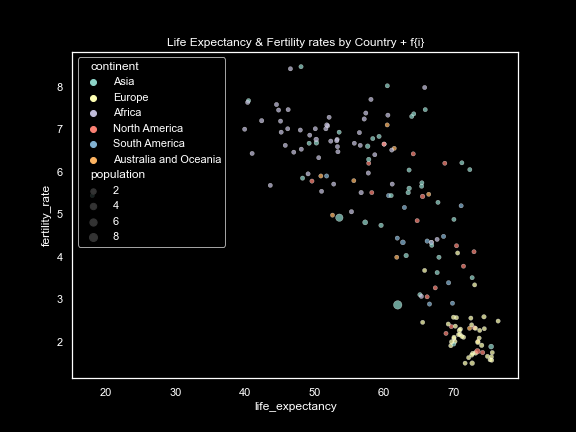 Life Expectancy & Fertility rates by Country + f{i}
continent
Asia
Europe
Africa
North America
South America
Australia and Oceania
population
2
4
6
8
fertility_rate
8
7
6
5
4
3
2
20 30 40 50 60 70
life_expectancy